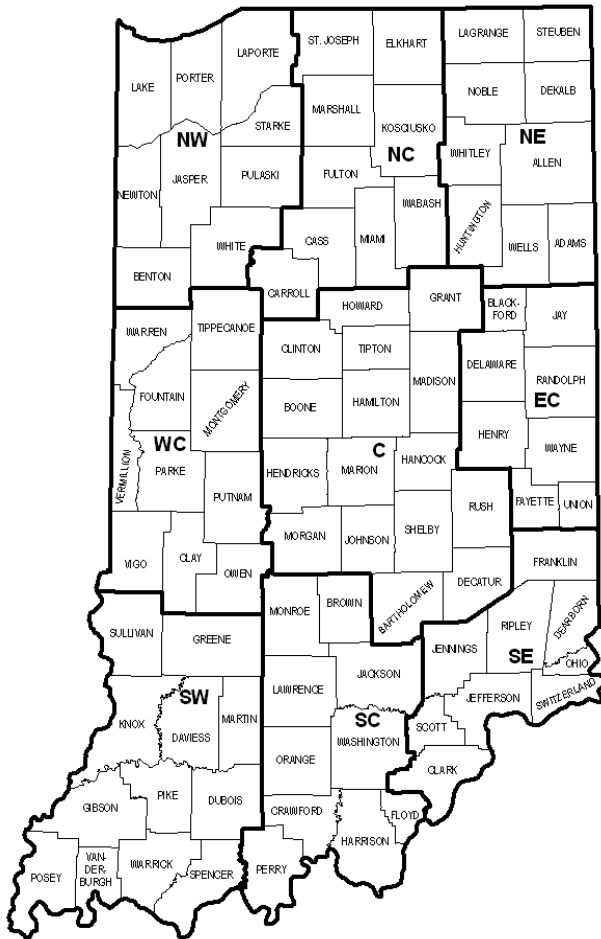 ST. JOSEPH
ELKHART
LAGRANGE
STEUBEN
LAPORTE
LAKE
PORTER
NOBLE
DEKALB
MARSHALL
KOSCIUSKO
STARKE
NW
NC
NE
WHITLEY
ALLEN
NEWTON
JASPER
PULASKI
FULTON
WABASH
HUNTINGTON
WHITE
CASS
MIAMI
WELLS
ADAMS
BENTON
CARROLL
HOWARD
GRANT
BLACK-
FORD
JAY
WARREN
TIPPECANOE
CLINTON
TIPTON
DELAWARE
MADISON
RANDOLPH
EC
FOUNTAIN
MONTGOMERY
BOONE
HAMILTON
HENRY
WAYNE
WC
C
VERMILLION
PARKE
HENDRICKS
MARION
HANCOCK
PUTNAM
RUSH
FAYETTE
UNION
MORGAN
JOHNSON
SHELBY
VIGO
CLAY
OWEN
FRANKLIN
MONROE
BROWN
BARTHOLOMEW
DECATUR
RIPLEY
DEARBORN
SULLIVAN
GREENE
JENNINGS
SE
OHIO
JACKSON
LAWRENCE
SW
SC
JEFFERSON
SWITZERLAND
KNOX
DAVIESS
MARTIN
WASHINGTON
SCOTT
ORANGE
CLARK
GIBSON
PIKE
DUBOIS
CRAWFORD
FLOYD
HARRISON
POSEY
VAN-
DER-
BURGH
WARRICK
SPENCER
PERRY